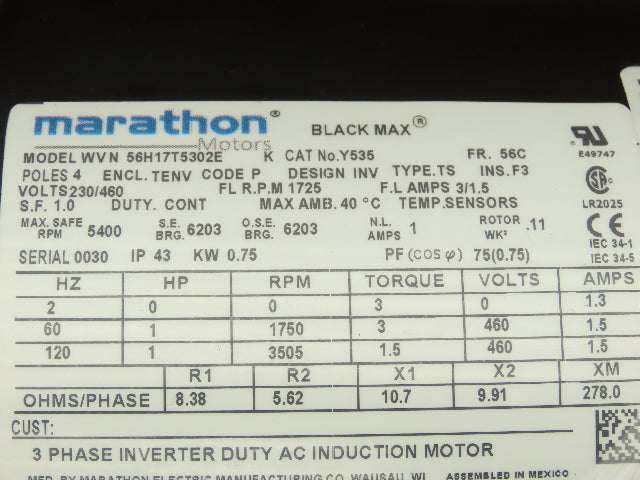 marathon®
Motors
BLACK MAX®
MODEL WVN 56H17T5302E K CAT No.Y535 FR. 56C
E49747
POLES 4 ENCL. TENV CODE P DESIGN INV TYPE.TS INS.F3
VOLTS 230/460 FL R.P.M 1725 F.L AMPS 3/1.5
S.F. 1.0 DUTY. CONT MAX AMB. 40 °C TEMP.SENSORS
LR2025
MAX. SAFE RPM 5400 S.E. BRG. 6203 O.S.E. BRG. 6203 N.L. AMPS 1 ROTOR WK² .11
CE
IEC 34-1
IEC 34-5
SERIAL 0030 IP 43 KW 0.75 PF (COS φ) 75(0.75)
HZ HP RPM TORQUE VOLTS AMPS
2 0 0 3 0 1.3
60 1 1750 3 460 1.5
120 1 3505 1.5 460 1.5
R1 R2 X1 X2 XM
OHMS/PHASE 8.38 5.62 10.7 9.91 278.0
CUST:
3 PHASE INVERTER DUTY AC INDUCTION MOTOR
MFD. BY MARATHON ELECTRIC MANUFACTURING CO. WAUSAU, WI ASSEMBLED IN MEXICO